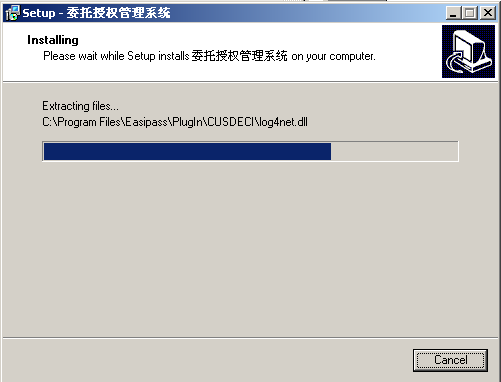 Setup - 委托授权管理系统
Installing
Please wait while Setup installs 委托授权管理系统 on your computer.
Extracting files...
C:\Program Files\Easipass\PlugIn\CUSDECI\log4net.dll
Cancel